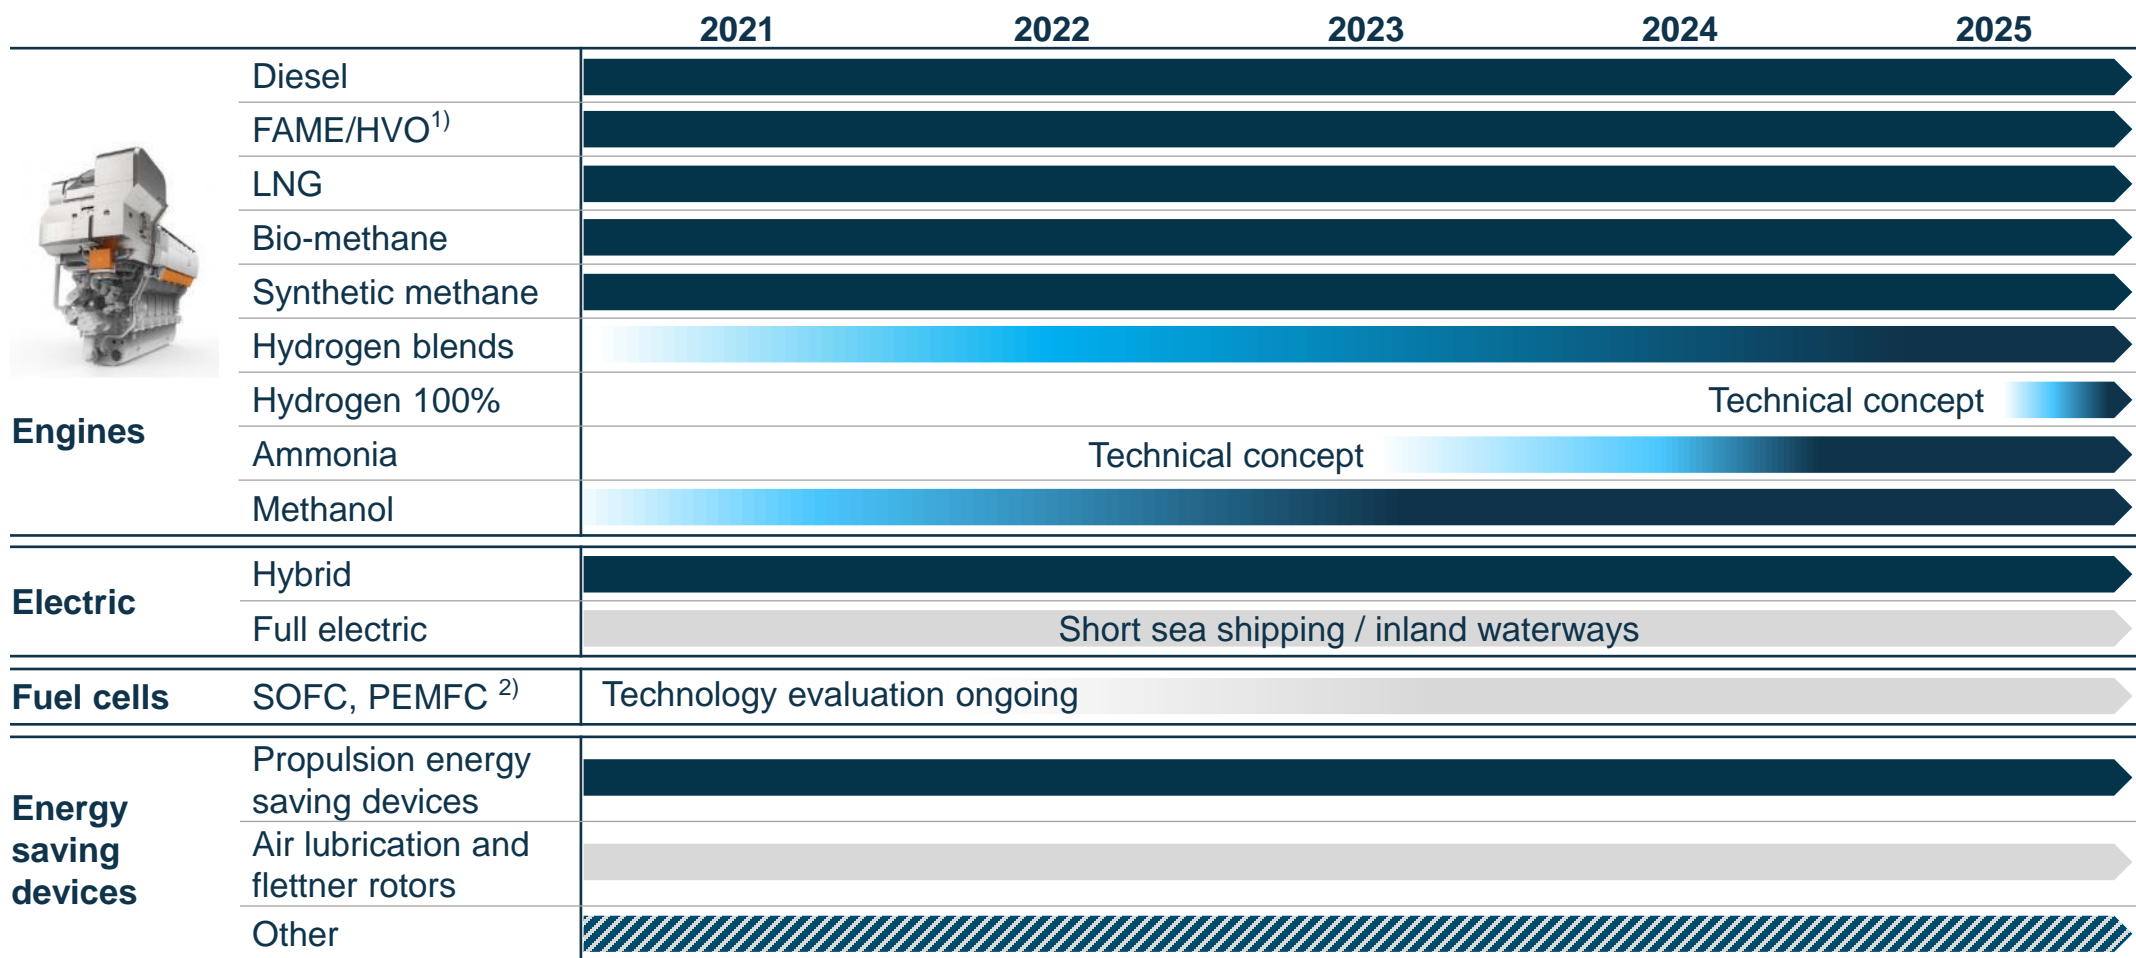 2021 2022 2023 2024 2025
Diesel
FAME/HVO1)
LNG
Bio-methane
Synthetic methane
Hydrogen blends
Hydrogen 100% Technical concept
Engines
Ammonia Technical concept
Methanol
Hybrid
Electric
Full electric Short sea shipping / inland waterways
Fuel cells SOFC, PEMFC 2) Technology evaluation ongoing
Propulsion energy
saving devices
Energy
saving
devices
Air lubrication and
flettner rotors
Other